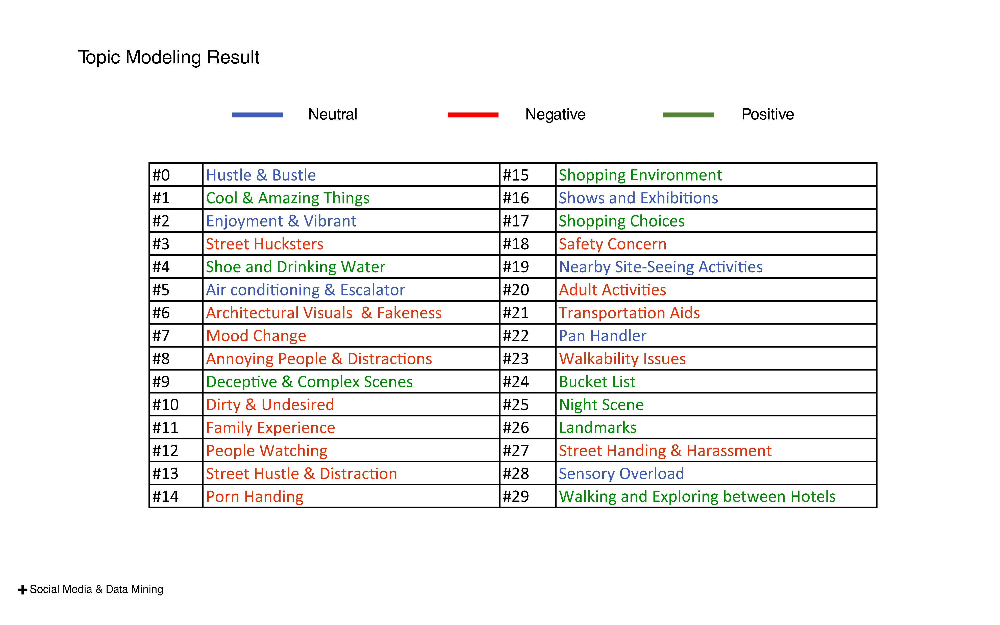 Topic Modeling Result
Neutral Negative Positive
#0 Hustle & Bustle #15 Shopping Environment
#1 Cool & Amazing Things #16 Shows and Exhibitions
#2 Enjoyment & Vibrant #17 Shopping Choices
#3 Street Hucksters #18 Safety Concern
#4 Shoe and Drinking Water #19 Nearby Site-Seeing Activities
#5 Air conditioning & Escalator #20 Adult Activities
#6 Architectural Visuals & Fakeness #21 Transportation Aids
#7 Mood Change #22 Pan Handler
#8 Annoying People & Distractions #23 Walkability Issues
#9 Deceptive & Complex Scenes #24 Bucket List
#10 Dirty & Undesired #25 Night Scene
#11 Family Experience #26 Landmarks
#12 People Watching #27 Street Handing & Harassment
#13 Street Hustle & Distraction #28 Sensory Overload
#14 Porn Handing #29 Walking and Exploring between Hotels
Social Media & Data Mining